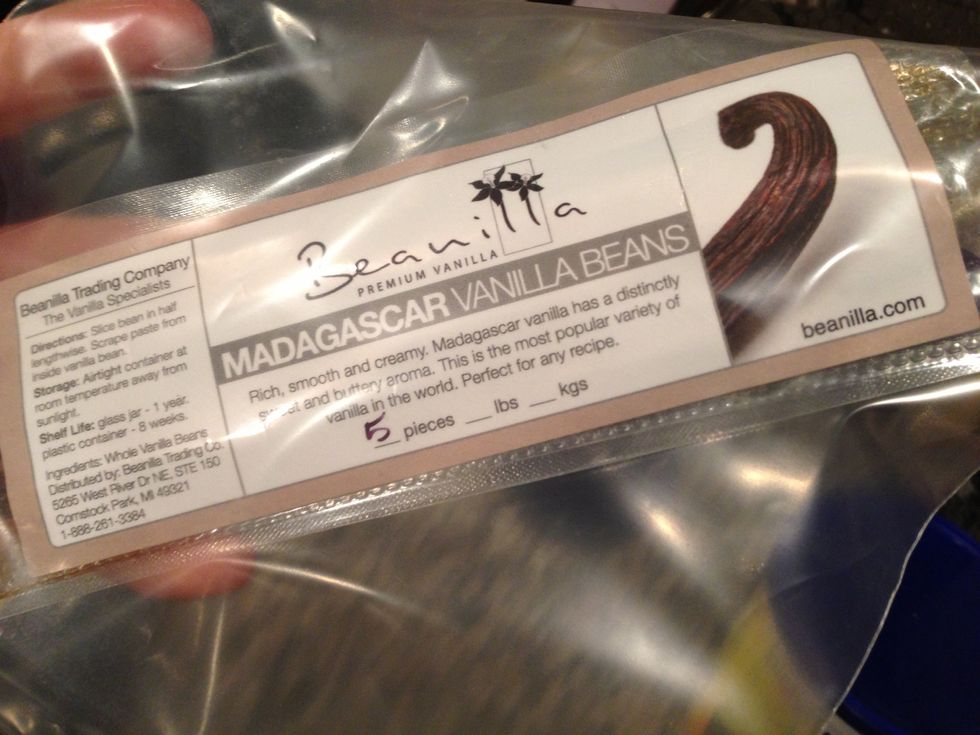 Beanilla Trading Company
The Vanilla Specialists
Directions: Slice bean in half
lengthwise. Scrape paste from
inside vanilla bean.
Storage: Airtight container at
room temperature away from
sunlight.
Shelf Life: glass jar - 1 year.
plastic container - 8 weeks.
Ingredients: Whole Vanilla Beans
Distributed by: Beanilla Trading Co.
5265 West River Dr NE, STE 150
Comstock Park, MI 49321
1-888-261-3384
Beanilla
PREMIUM VANILLA
MADAGASCAR VANILLA BEANS
Rich, smooth and creamy. Madagascar vanilla has a distinctly
sweet and buttery aroma. This is the most popular variety of
vanilla in the world. Perfect for any recipe.
5 pieces ___ lbs ___ kgs
beanilla.com